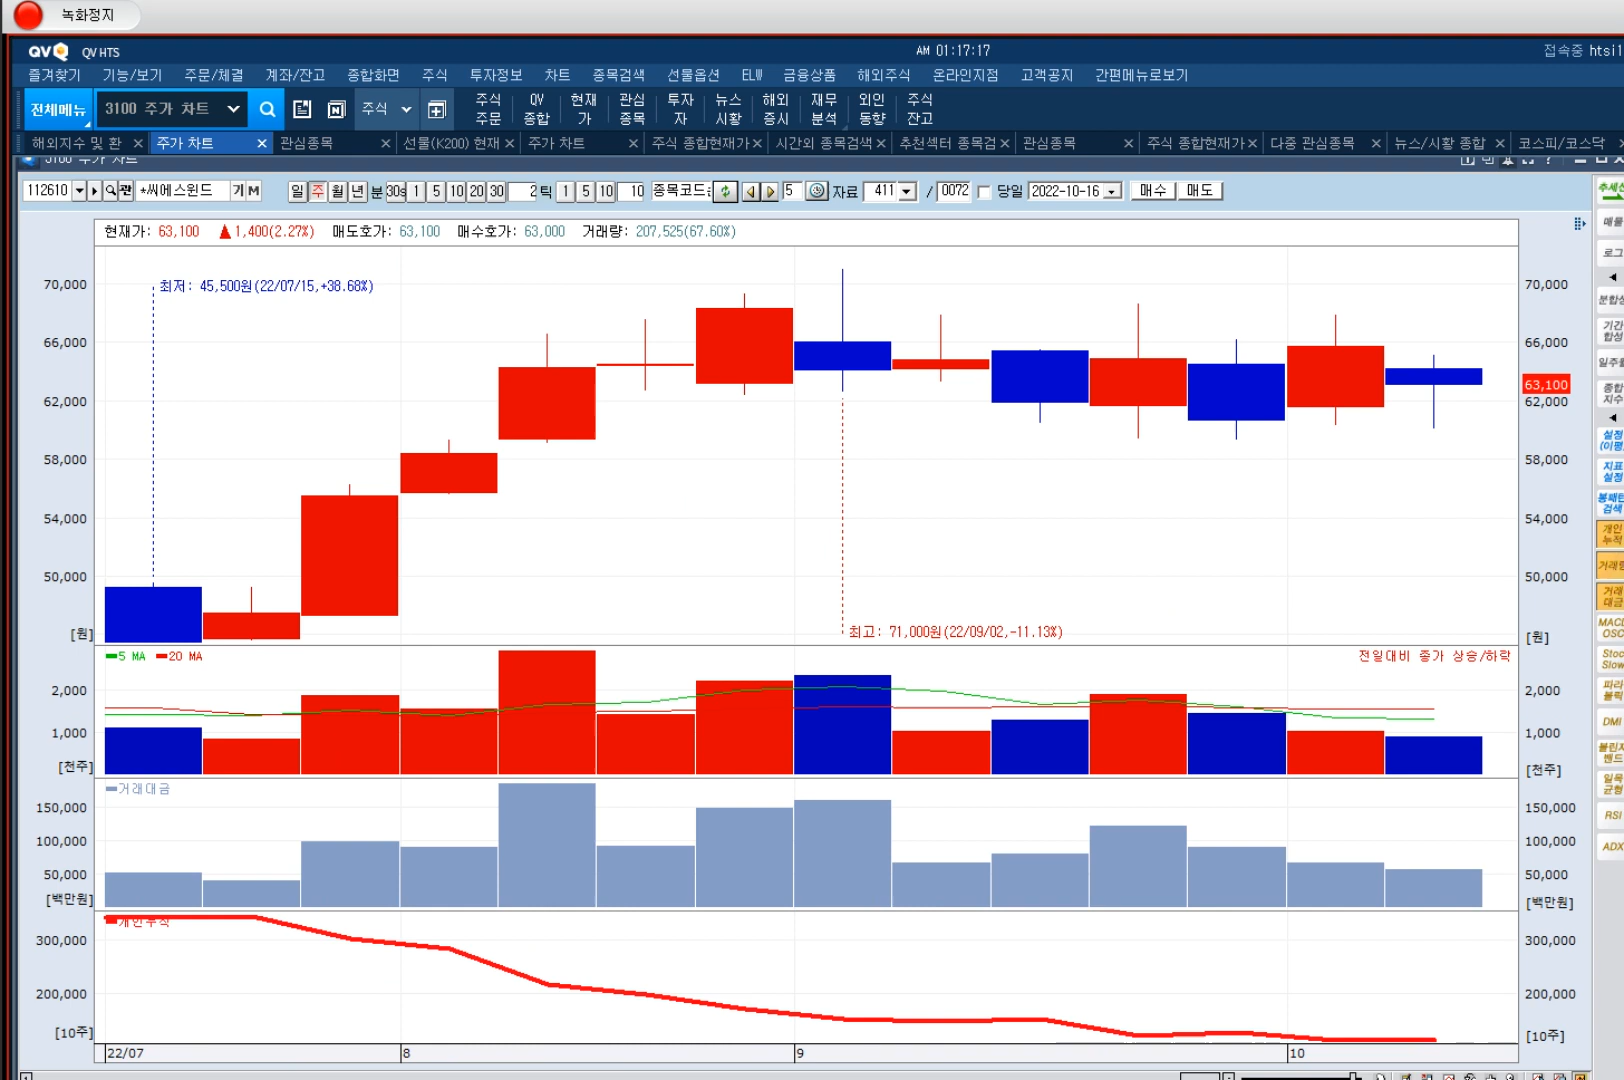 녹화정지
QV QV HTS AM 01:17:17 접속중 htsi1
즐겨찾기 기능/보기 주문/체결 계좌/잔고 종합화면 주식 투자정보 차트 종목검색 선물옵션 ELW 금융상품 해외주식 온라인지점 고객공지 간편메뉴로보기
전체메뉴 3100 주가 차트 주식
주식 주문 QV 종합 현재 가 관심 종목 투자 자 뉴스 시황 해외 증시 재무 분석 외인 동향 주식 잔고
해외지수 및 환 주가 차트 관심종목 선물(K200) 현재 주가 차트 주식 종합현재가 시간외 종목검색 추천섹터 종목검 관심종목 주식 종합현재가 다중 관심종목 뉴스/시황 종합 코스피/코스닥
3100 주가 차트
112610 관 *씨에스윈드 기 M 일 주 월 년 분 30s 1 5 10 20 30 2 틱 1 5 10 10 종목코드 5 자료 411 / 0072 당일 2022-10-16 매수 매도
현재가: 63,100 ▲1,400(2.27%) 매도호가: 63,100 매수호가: 63,000 거래량: 207,525(67.60%)
70,000 최저: 45,500원(22/07/15,+38.68%) 70,000
66,000 66,000
63,100
62,000 62,000
58,000 58,000
54,000 54,000
50,000 50,000
[원] 최고: 71,000원(22/09/02,-11.13%) [원]
5 MA 20 MA 전일대비 종가 상승/하락
2,000 2,000
1,000 1,000
[천주] [천주]
거래대금
150,000 150,000
100,000 100,000
50,000 50,000
[백만원] [백만원]
개인누적
300,000 300,000
200,000 200,000
[10주] [10주]
22/07 8 9 10
추세선
매물
로그
분할
기간
합성
일주월
종합
지수
설정
(이평)
지표
설정
봉패턴
검색
개인
누적
거래량
거래
대금
MACD
OSC
Stoc
Slow
파라
볼릭
DMI
볼린저
밴드
일목
균형
RSI
ADX